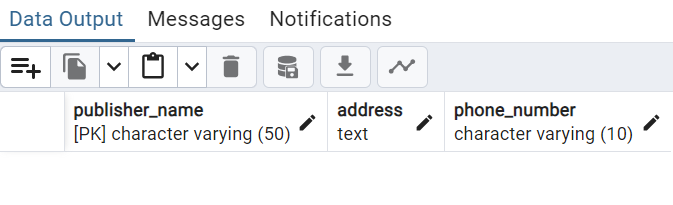 Data Output Messages Notifications
publisher_name address phone_number
[PK] character varying (50) text character varying (10)